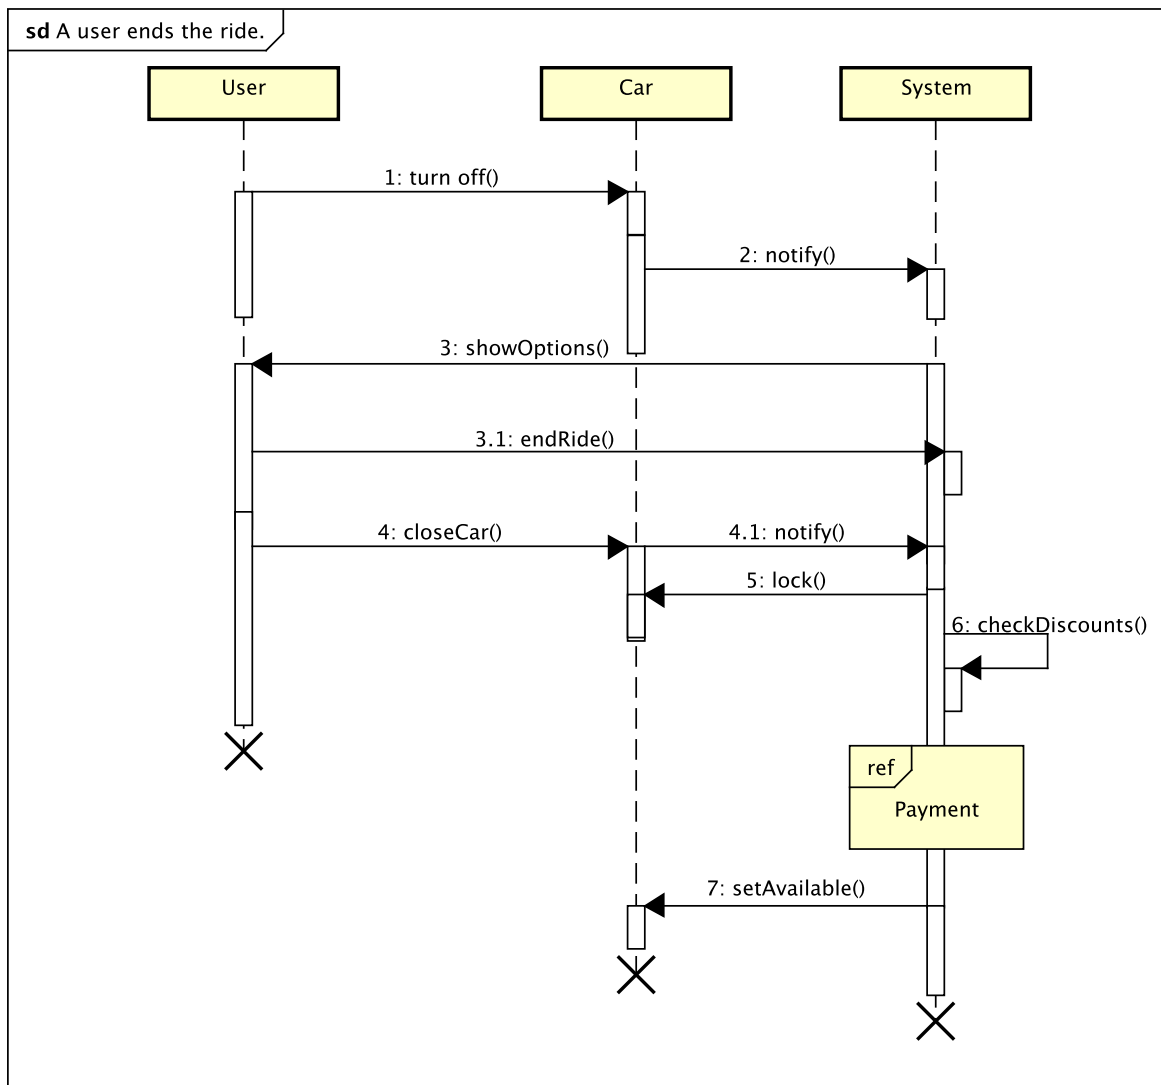 sd A user ends the ride.
User
Car
System
1: turn off()
2: notify()
3: showOptions()
3.1: endRide()
4: closeCar()
4.1: notify()
5: lock()
6: checkDiscounts()
ref
Payment
7: setAvailable()